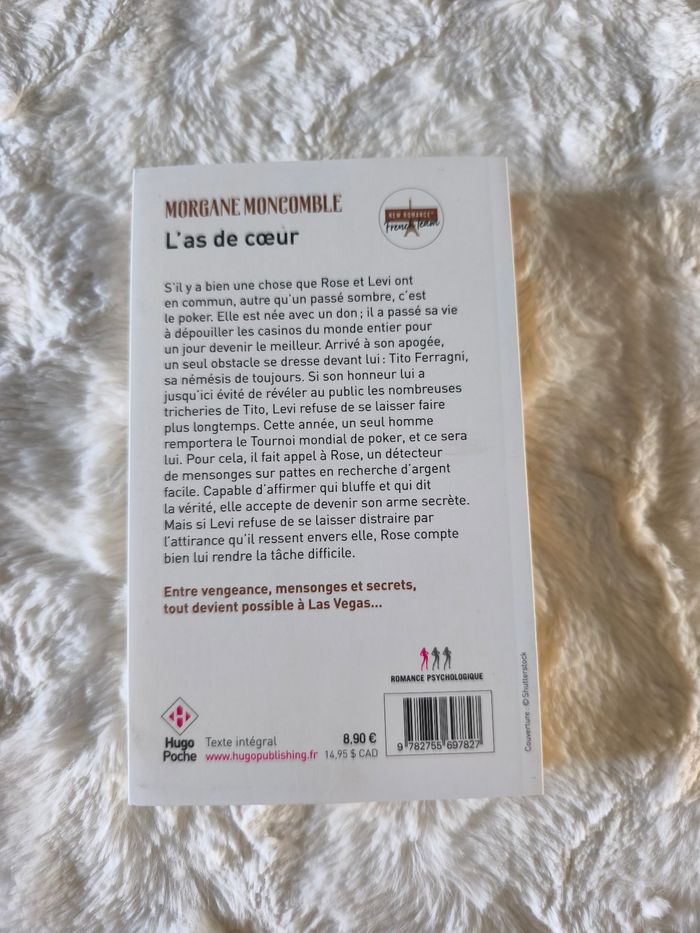 MORGANE MONCOMBLE
NEW ROMANCE®
French Team
L'as de cœur
S'il y a bien une chose que Rose et Levi ont
en commun, autre qu'un passé sombre, c'est
le poker. Elle est née avec un don ; il a passé sa vie
à dépouiller les casinos du monde entier pour
un jour devenir le meilleur. Arrivé à son apogée,
un seul obstacle se dresse devant lui : Tito Ferragni,
sa némésis de toujours. Si son honneur lui a
jusqu'ici évité de révéler au public les nombreuses
tricheries de Tito, Levi refuse de se laisser faire
plus longtemps. Cette année, un seul homme
remportera le Tournoi mondial de poker, et ce sera
lui. Pour cela, il fait appel à Rose, un détecteur
de mensonges sur pattes en recherche d'argent
facile. Capable d'affirmer qui bluffe et qui dit
la vérité, elle accepte de devenir son arme secrète.
Mais si Levi refuse de se laisser distraire par
l'attirance qu'il ressent envers elle, Rose compte
bien lui rendre la tâche difficile.
Entre vengeance, mensonges et secrets,
tout devient possible à Las Vegas...
ROMANCE PSYCHOLOGIQUE
Hugo
Poche
Texte intégral
www.hugopublishing.fr
8,90 €
14,95 $ CAD
9 782755 697827
Couverture : © Shutterstock